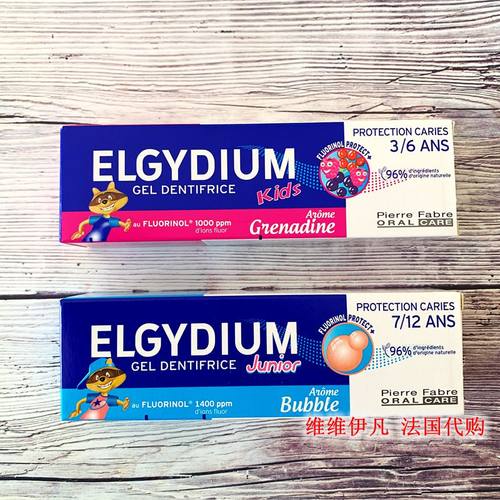 ELGYDIUM
GEL DENTIFRICE
Kids
au FLUORINOL® 1000 ppm
d'ions fluor
Arôme
Grenadine
FLUORINOL PROTECT+
PROTECTION CARIES
3/6 ANS
96% d'ingrédients
d'origine naturelle
Pierre Fabre
ORAL CARE
ELGYDIUM
GEL DENTIFRICE
Junior
au FLUORINOL® 1400 ppm
d'ions fluor
Arôme
Bubble
FLUORINOL PROTECT+
PROTECTION CARIES
7/12 ANS
96% d'ingrédients
d'origine naturelle
Pierre Fabre
ORAL CARE
维维伊凡 法国代购